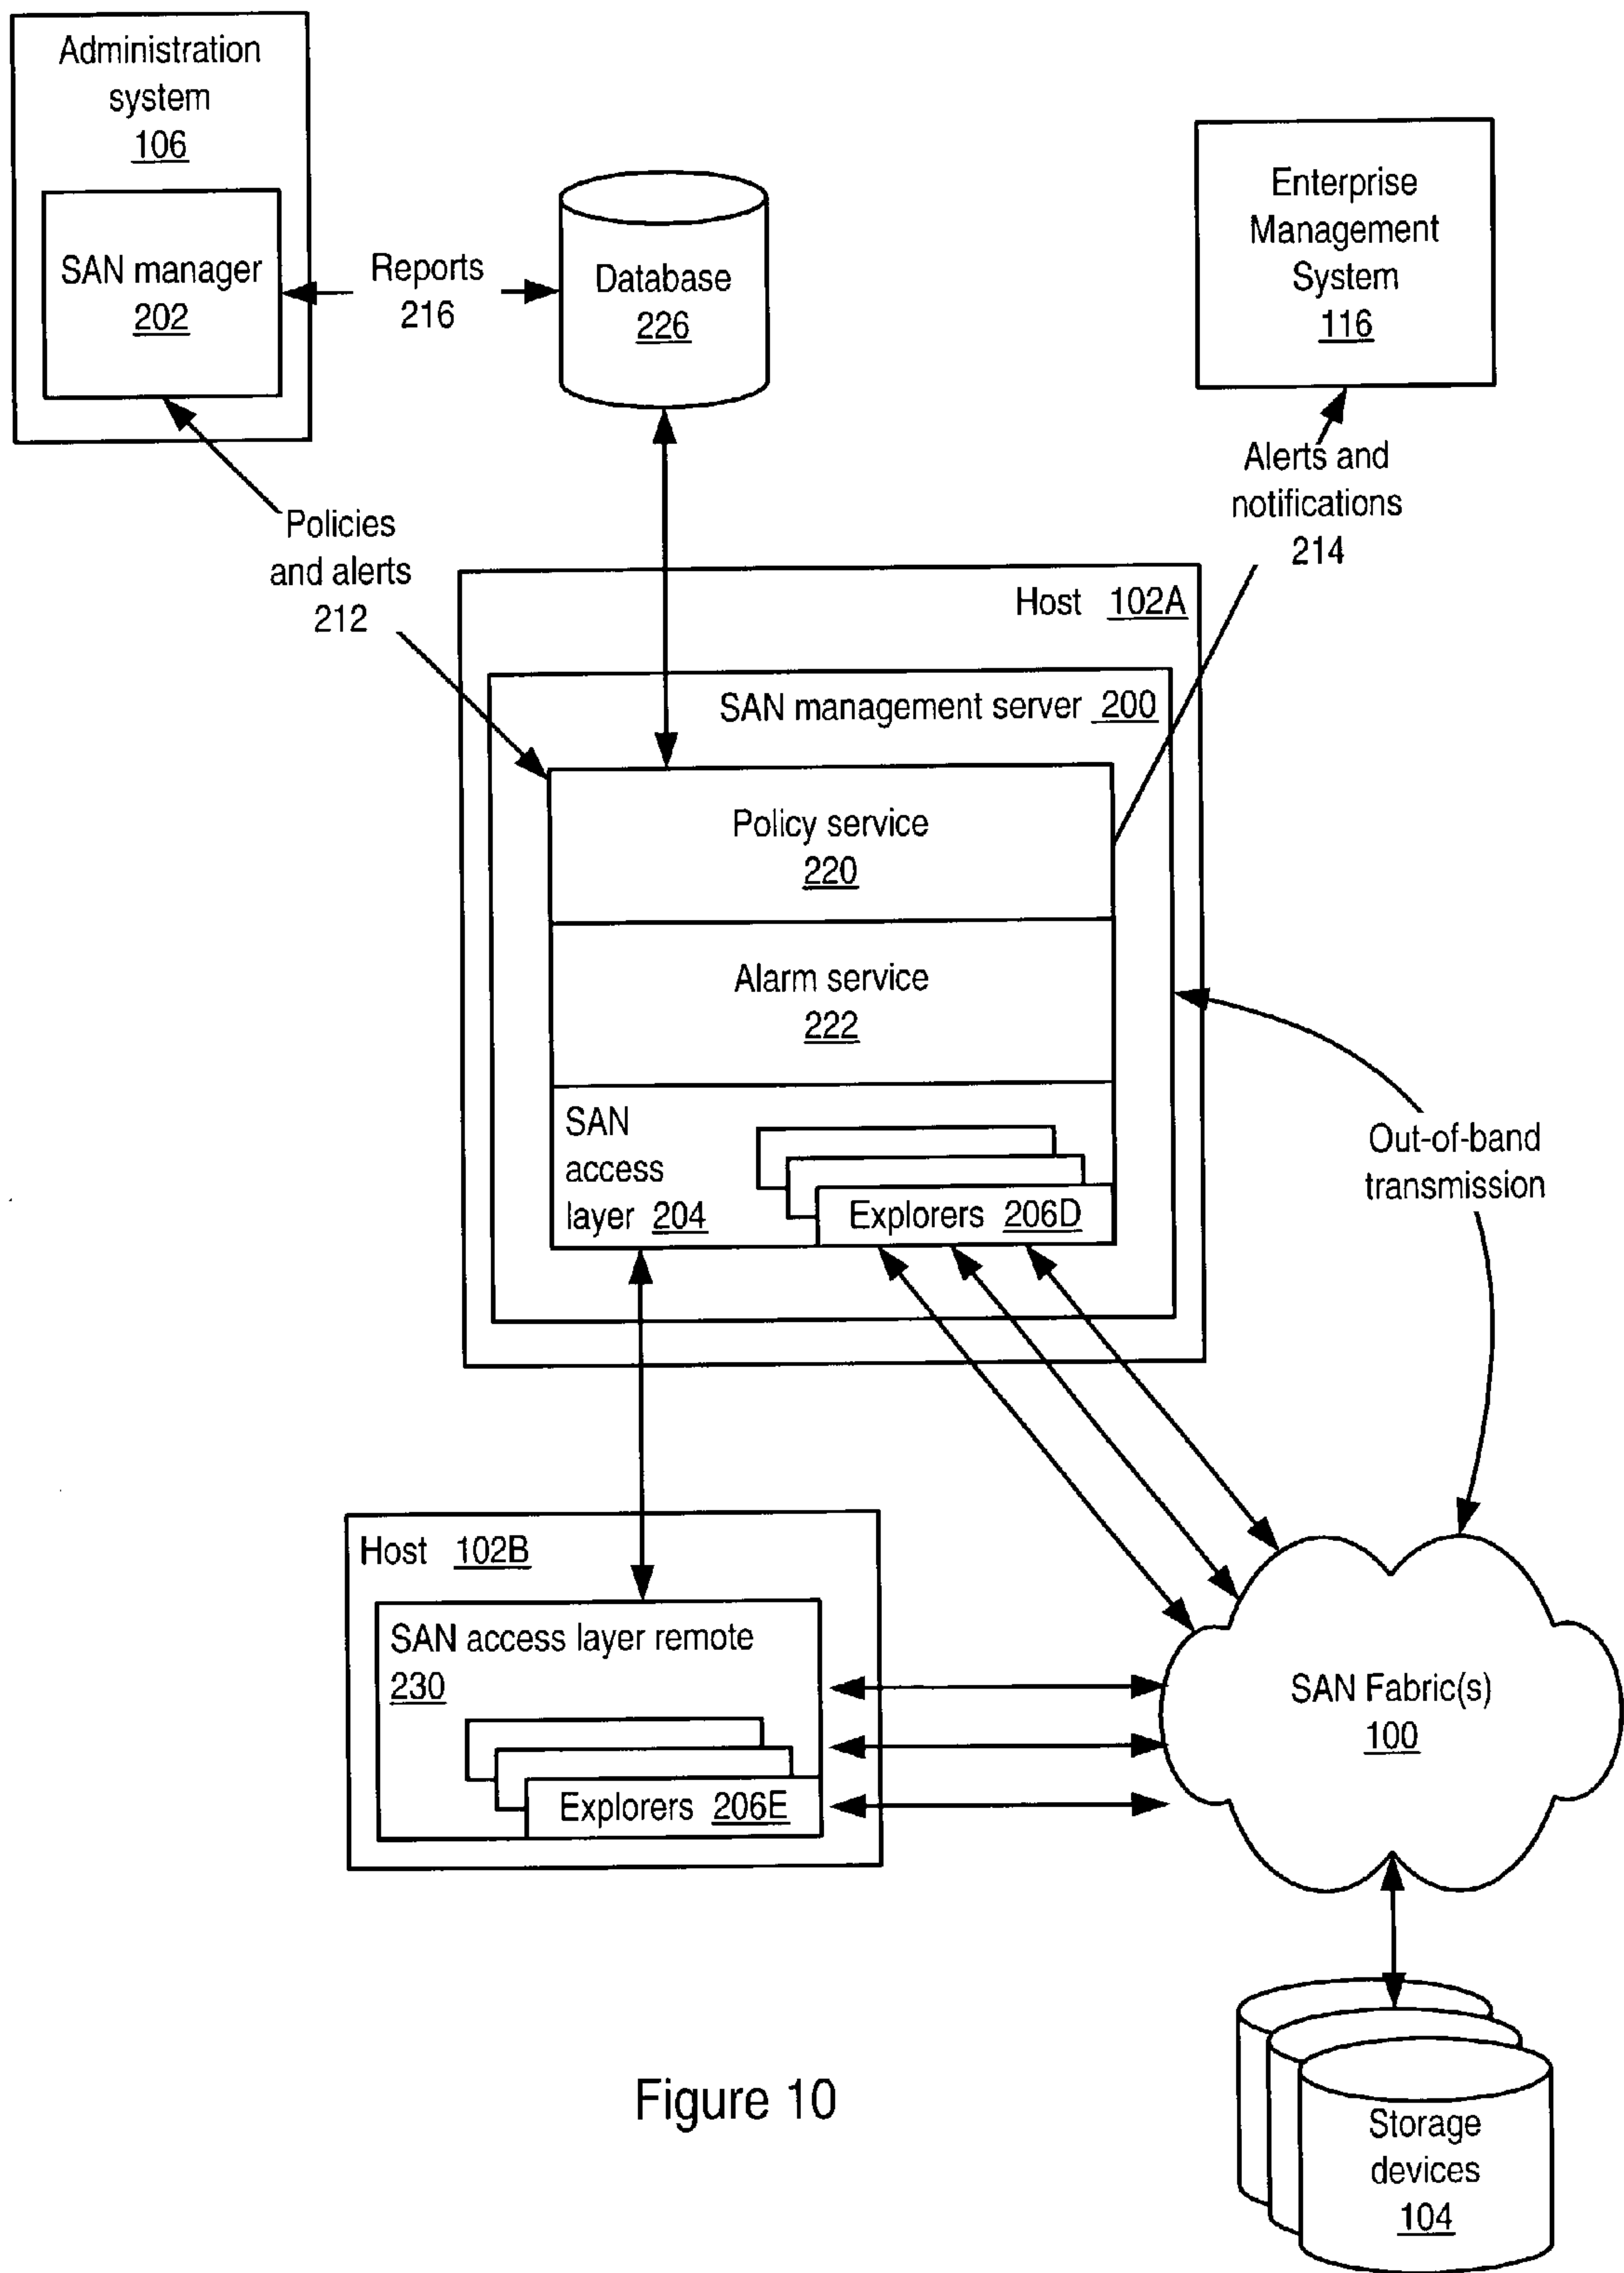 Administration
system
106
SAN manager
202
Reports
216
Database
226
Enterprise
Management
System
116
Policies
and alerts
212
Alerts and
notifications
214
Host 102A
SAN management server 200
Policy service
220
Alarm service
222
SAN
access
layer 204
Explorers 206D
Out-of-band
transmission
Host 102B
SAN access layer remote
230
Explorers 206E
SAN Fabric(s)
100
Storage
devices
104
Figure 10